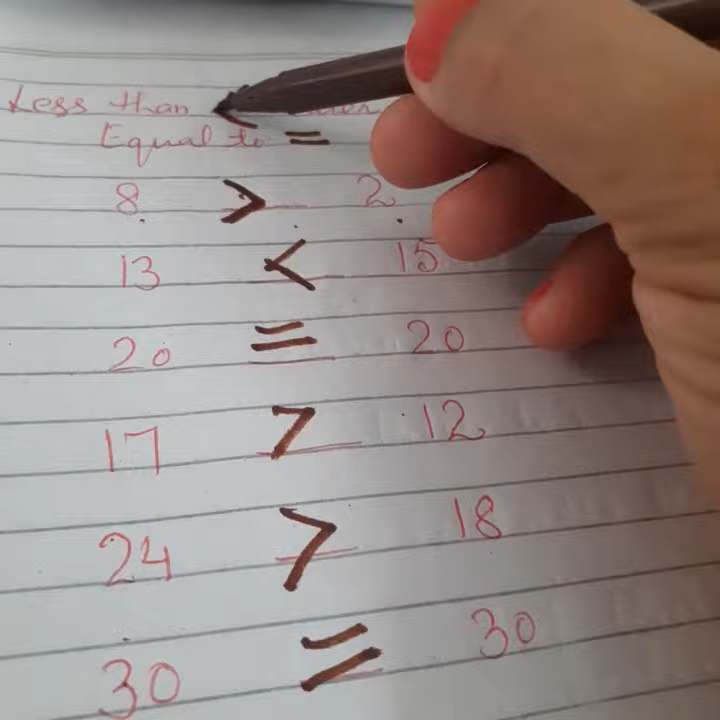 Less than <
Equal to =
8 > 2
13 < 15
20 = 20
17 > 12
24 > 18
30 = 30